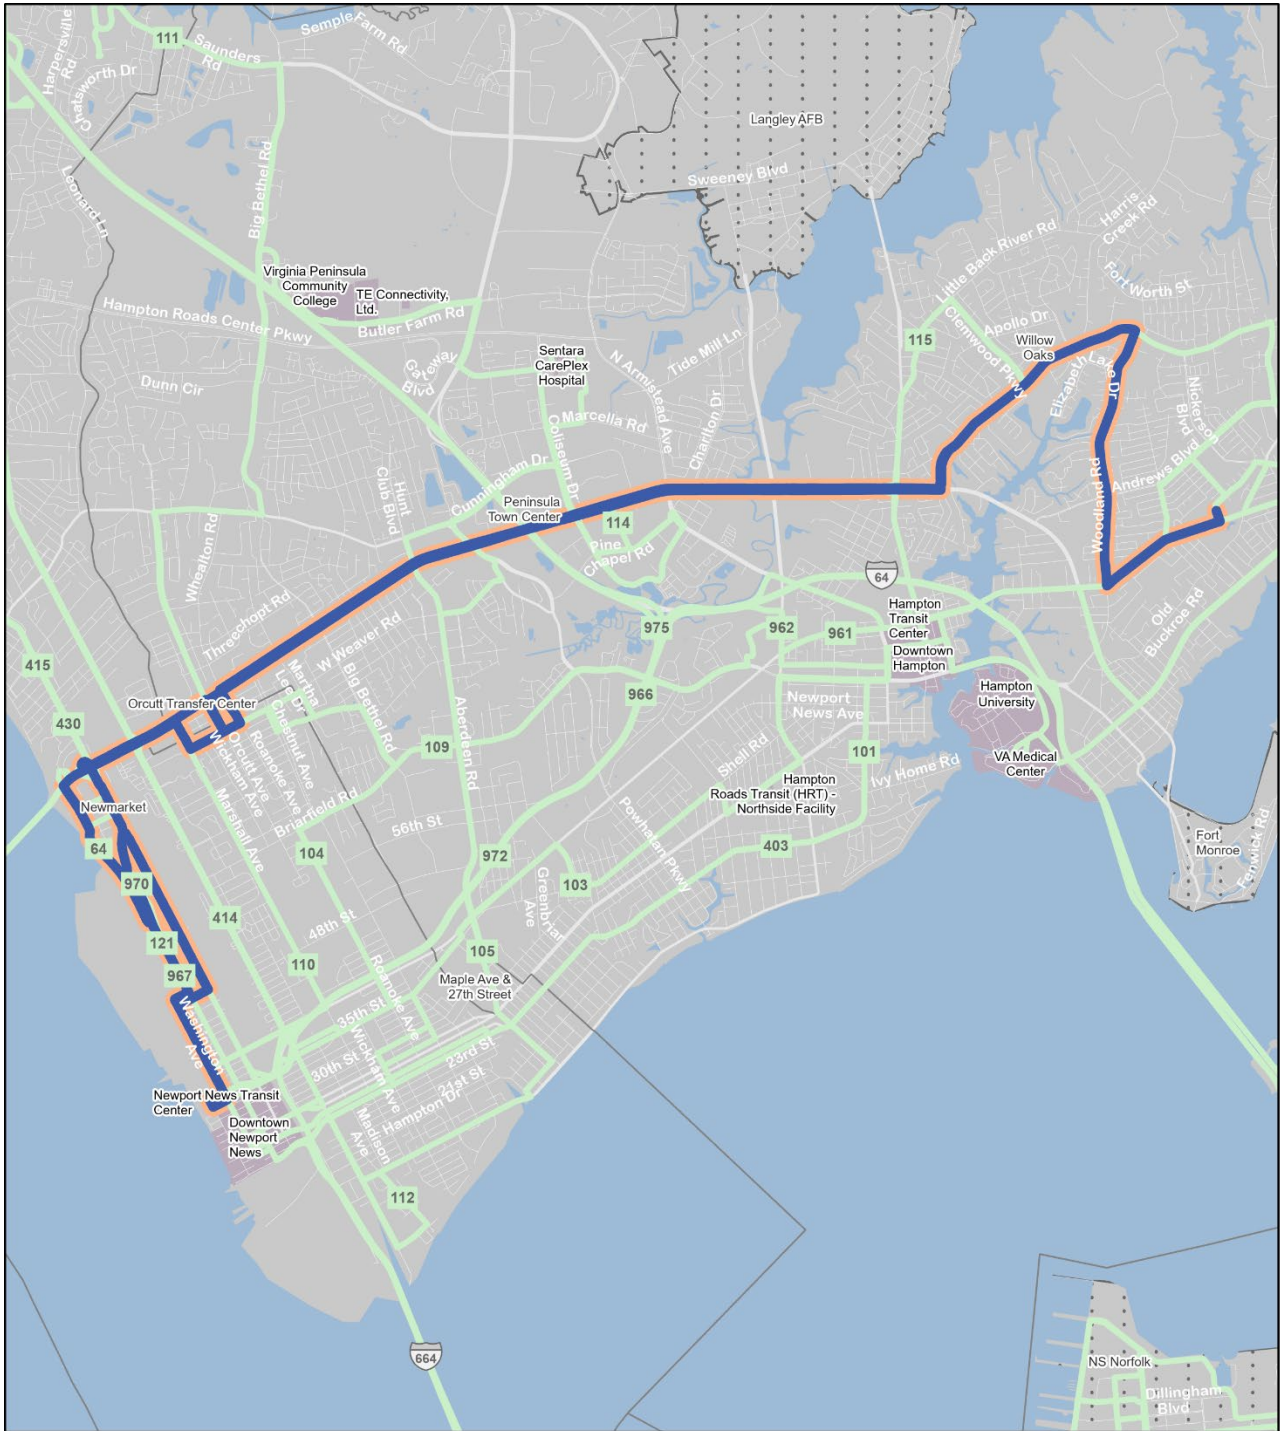 Semple Farm Rd
111
Saunders
Rd
Harpersville
Rd
Chatsworth Dr
Langley AFB
Sweeney Blvd
Leonard Ln
Big Bethel Rd
Harris
Creek Rd
Little Back River Rd
Fort Worth St
Virginia Peninsula
Community
College
TE Connectivity,
Ltd.
Butler Farm Rd
Hampton Roads Center Pkwy
Clemwood Pkwy
Apollo Dr
Willow
Oaks
115
Sentara
CarePlex
Hospital
N Armistead Ave
Tide Mill Ln
Gateway
Blvd
Elizabeth
Lake Dr
Dunn Cir
Nickerson
Blvd
Marcella Rd
Coliseum Dr
Charlton Dr
Andrews Blvd
Cunningham Dr
Hunt
Club Blvd
Woodland Rd
Peninsula
Town Center
114
Pine
Chapel Rd
Whealton Rd
64
Threechopt Rd
Hampton
Transit
Center
Old
Buckroe Rd
W Weaver Rd
975
962
961
Downtown
Hampton
415
Martha
Lee Dr
Big Bethel Rd
Hampton
University
966
Orcutt Transfer Center
Chestnut Ave
Newport
News Ave
Aberdeen Rd
430
109
Roanoke Ave
Orcutt Ave
Wickham Ave
101
Shell Rd
VA Medical
Center
Ivy Home Rd
Hampton
Roads Transit (HRT) -
Northside Facility
Newmarket
Marshall Ave
Briarfield Rd
56th St
Powhatan Pkwy
Fort
Monroe
Fenwick Rd
64
104
972
403
970
103
Greenbriar
Ave
414
48th St
121
110
105
967
Roanoke Ave
Maple Ave &
27th Street
Washington
Ave
35th St
Wickham Ave
23rd St
30th St
21st St
Newport News Transit
Center
Hampton Dr
Downtown
Newport
News
Madison
Ave
112
664
NS Norfolk
Dillingham
Blvd